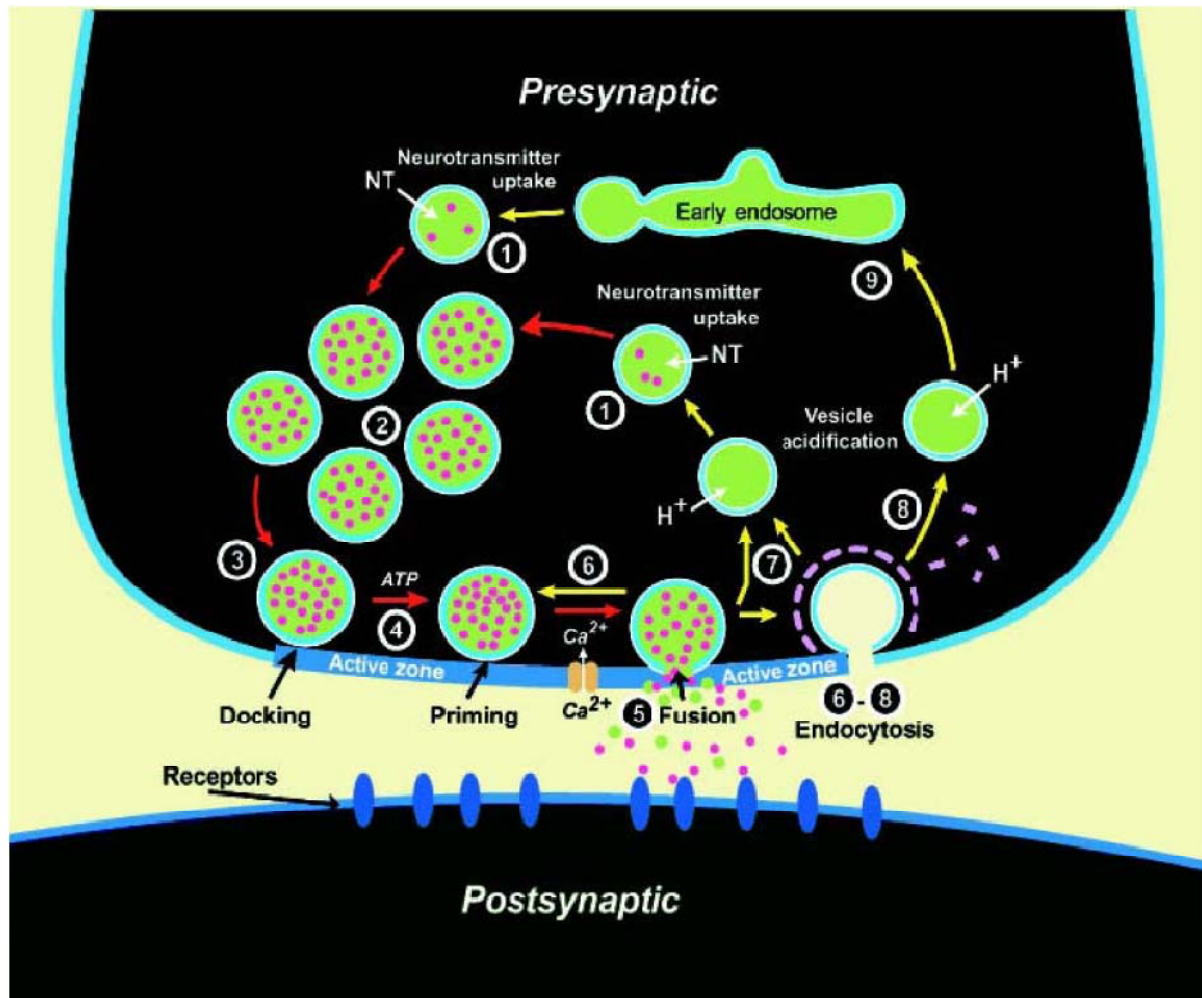 Presynaptic
Neurotransmitter
uptake
NT
Early endosome
1
9
Neurotransmitter
uptake
NT
H+
1
Vesicle
acidification
2
8
H+
3
6
7
ATP
4
Ca2+
Active zone
Active zone
Docking
Priming
Ca2+
5 Fusion
6 - 8
Endocytosis
Receptors
Postsynaptic